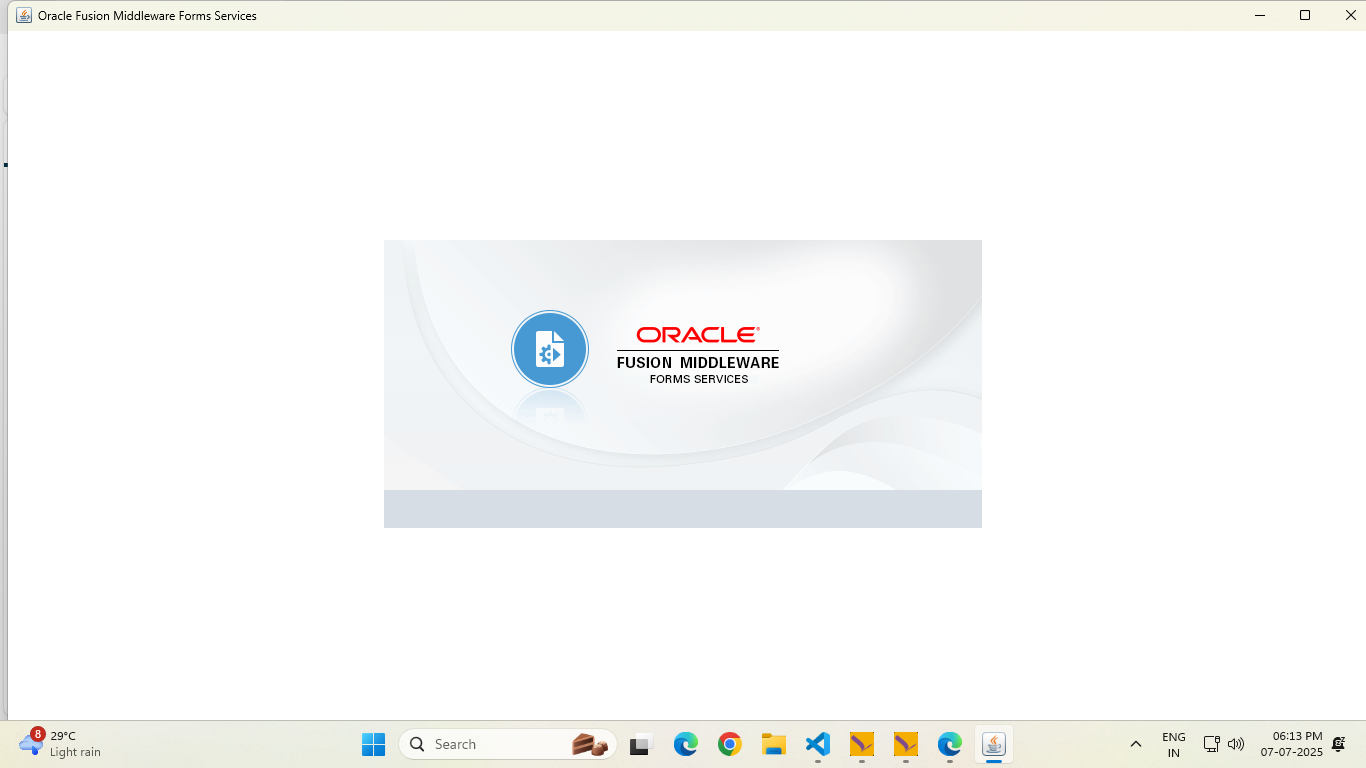 Oracle Fusion Middleware Forms Services
ORACLE®
FUSION MIDDLEWARE
FORMS SERVICES
8
29°C
Light rain
Search
ENG
IN
06:13 PM
07-07-2025